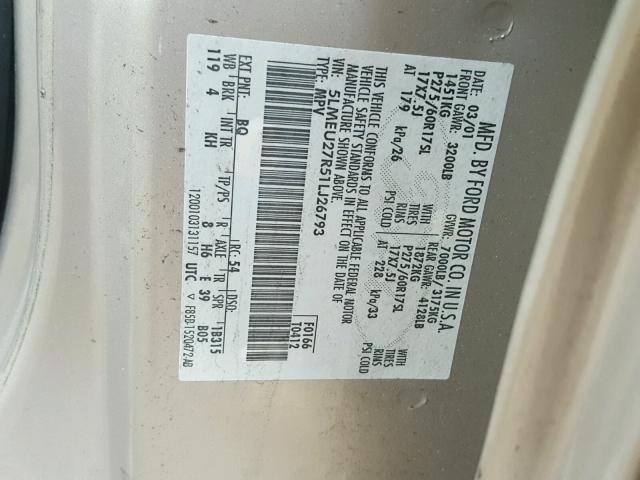 MFD. BY FORD MOTOR CO. IN U.S.A.
DATE: 03/01 GVWR: 7000LB/ 3175KG
FRONT GAWR: 3200LB REAR GAWR: 4128LB
1451KG WITH 1872KG WITH
P275/60R17SL TIRES P275/60R17SL TIRES
17X7.5J RIMS 17X7.5J RIMS
AT 179 kPa/26 PSI COLD AT 228 kPa/33 PSI COLD
THIS VEHICLE CONFORMS TO ALL APPLICABLE FEDERAL MOTOR
VEHICLE SAFETY STANDARDS IN EFFECT ON THE DATE OF
MANUFACTURE SHOWN ABOVE.
VIN: 5LMEU27R51LJ26793 F0166
MPV T0412
EXT PNT: BQ RC: 54 DSO:
WB BRK INT TR TP/PS R AXLE TR SPR 1B315
119 4 KH 8 H6 E 39 B05
1200103131157 UTC ▽ F85B-1520472-AB